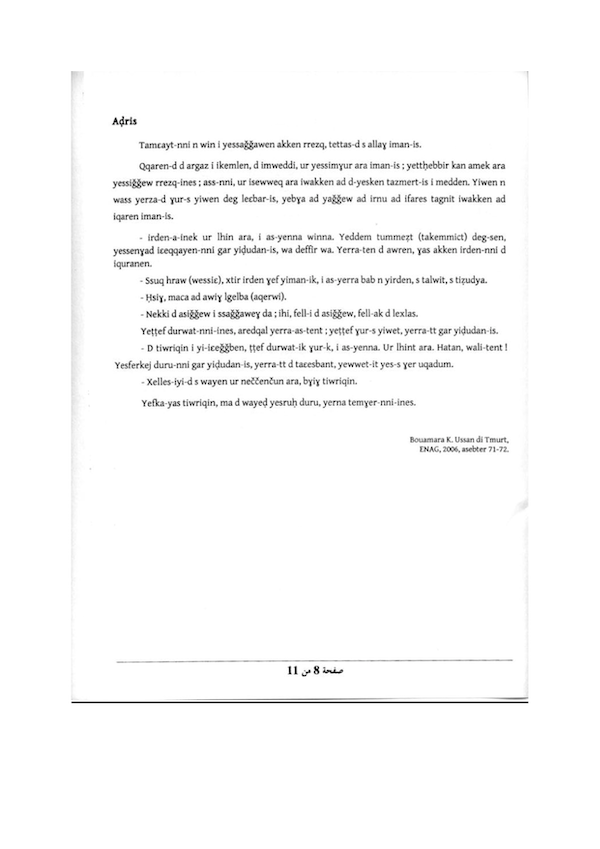 Aḍris
Tamɛayt-nni n win i yessaǧǧawen akken rrezq, tettas-d s allaɣ iman-is.
Qqaren-d d argaz i ikemlen, d imweddi, ur yessimɣur ara iman-is ; yettḥebbir kan amek ara
yessiǧǧew rrezq-ines ; ass-nni, ur isewweq ara iwakken ad d-yesken tazmert-is i medden. Yiwen n
wass yerza-d ɣur-s yiwen deg leɛbar-is, yebɣa ad yaǧǧew ad irnu ad ifares tagnit iwakken ad
iqaren iman-is.
- irden-a-inek ur lhin ara, i as-yenna winna. Yeddem tummeẓt (takemmict) deg-sen,
yessenɣad iɛeqqayen-nni gar yiḍudan-is, wa deffir wa. Yerra-ten d awren, ɣas akken irden-nni d
iquranen.
- Ssuq hraw (wessiɛ), xtir irden ɣef yiman-ik, i as-yerra bab n yirden, s talwit, s tiẓudya.
- Ḥsiɣ, maca ad awiɣ lgelba (aqerwi).
- Nekki d asiǧǧew i ssaǧǧaweɣ da ; ihi, fell-i d asiǧǧew, fell-ak d lexlas.
Yeṭṭef durwat-nni-ines, aredqal yerra-as-tent ; yeṭṭef ɣur-s yiwet, yerra-tt gar yiḍudan-is.
- D tiwriqin i yi-iɛeǧǧben, ṭṭef durwat-ik ɣur-k, i as-yenna. Ur lhint ara. Hatan, wali-tent !
Yesferkej duru-nni gar yiḍudan-is, yerra-tt d taɛesbant, yewwet-it yes-s ɣer uqadum.
- Xelles-iyi-d s wayen ur neččenčun ara, bɣiɣ tiwriqin.
Yefka-yas tiwriqin, ma d wayeḍ yesruḥ duru, yerna temɣer-nni-ines.
Bouamara K. Ussan di Tmurt,
ENAG, 2006, asebter 71-72.
صفحة 8 من 11